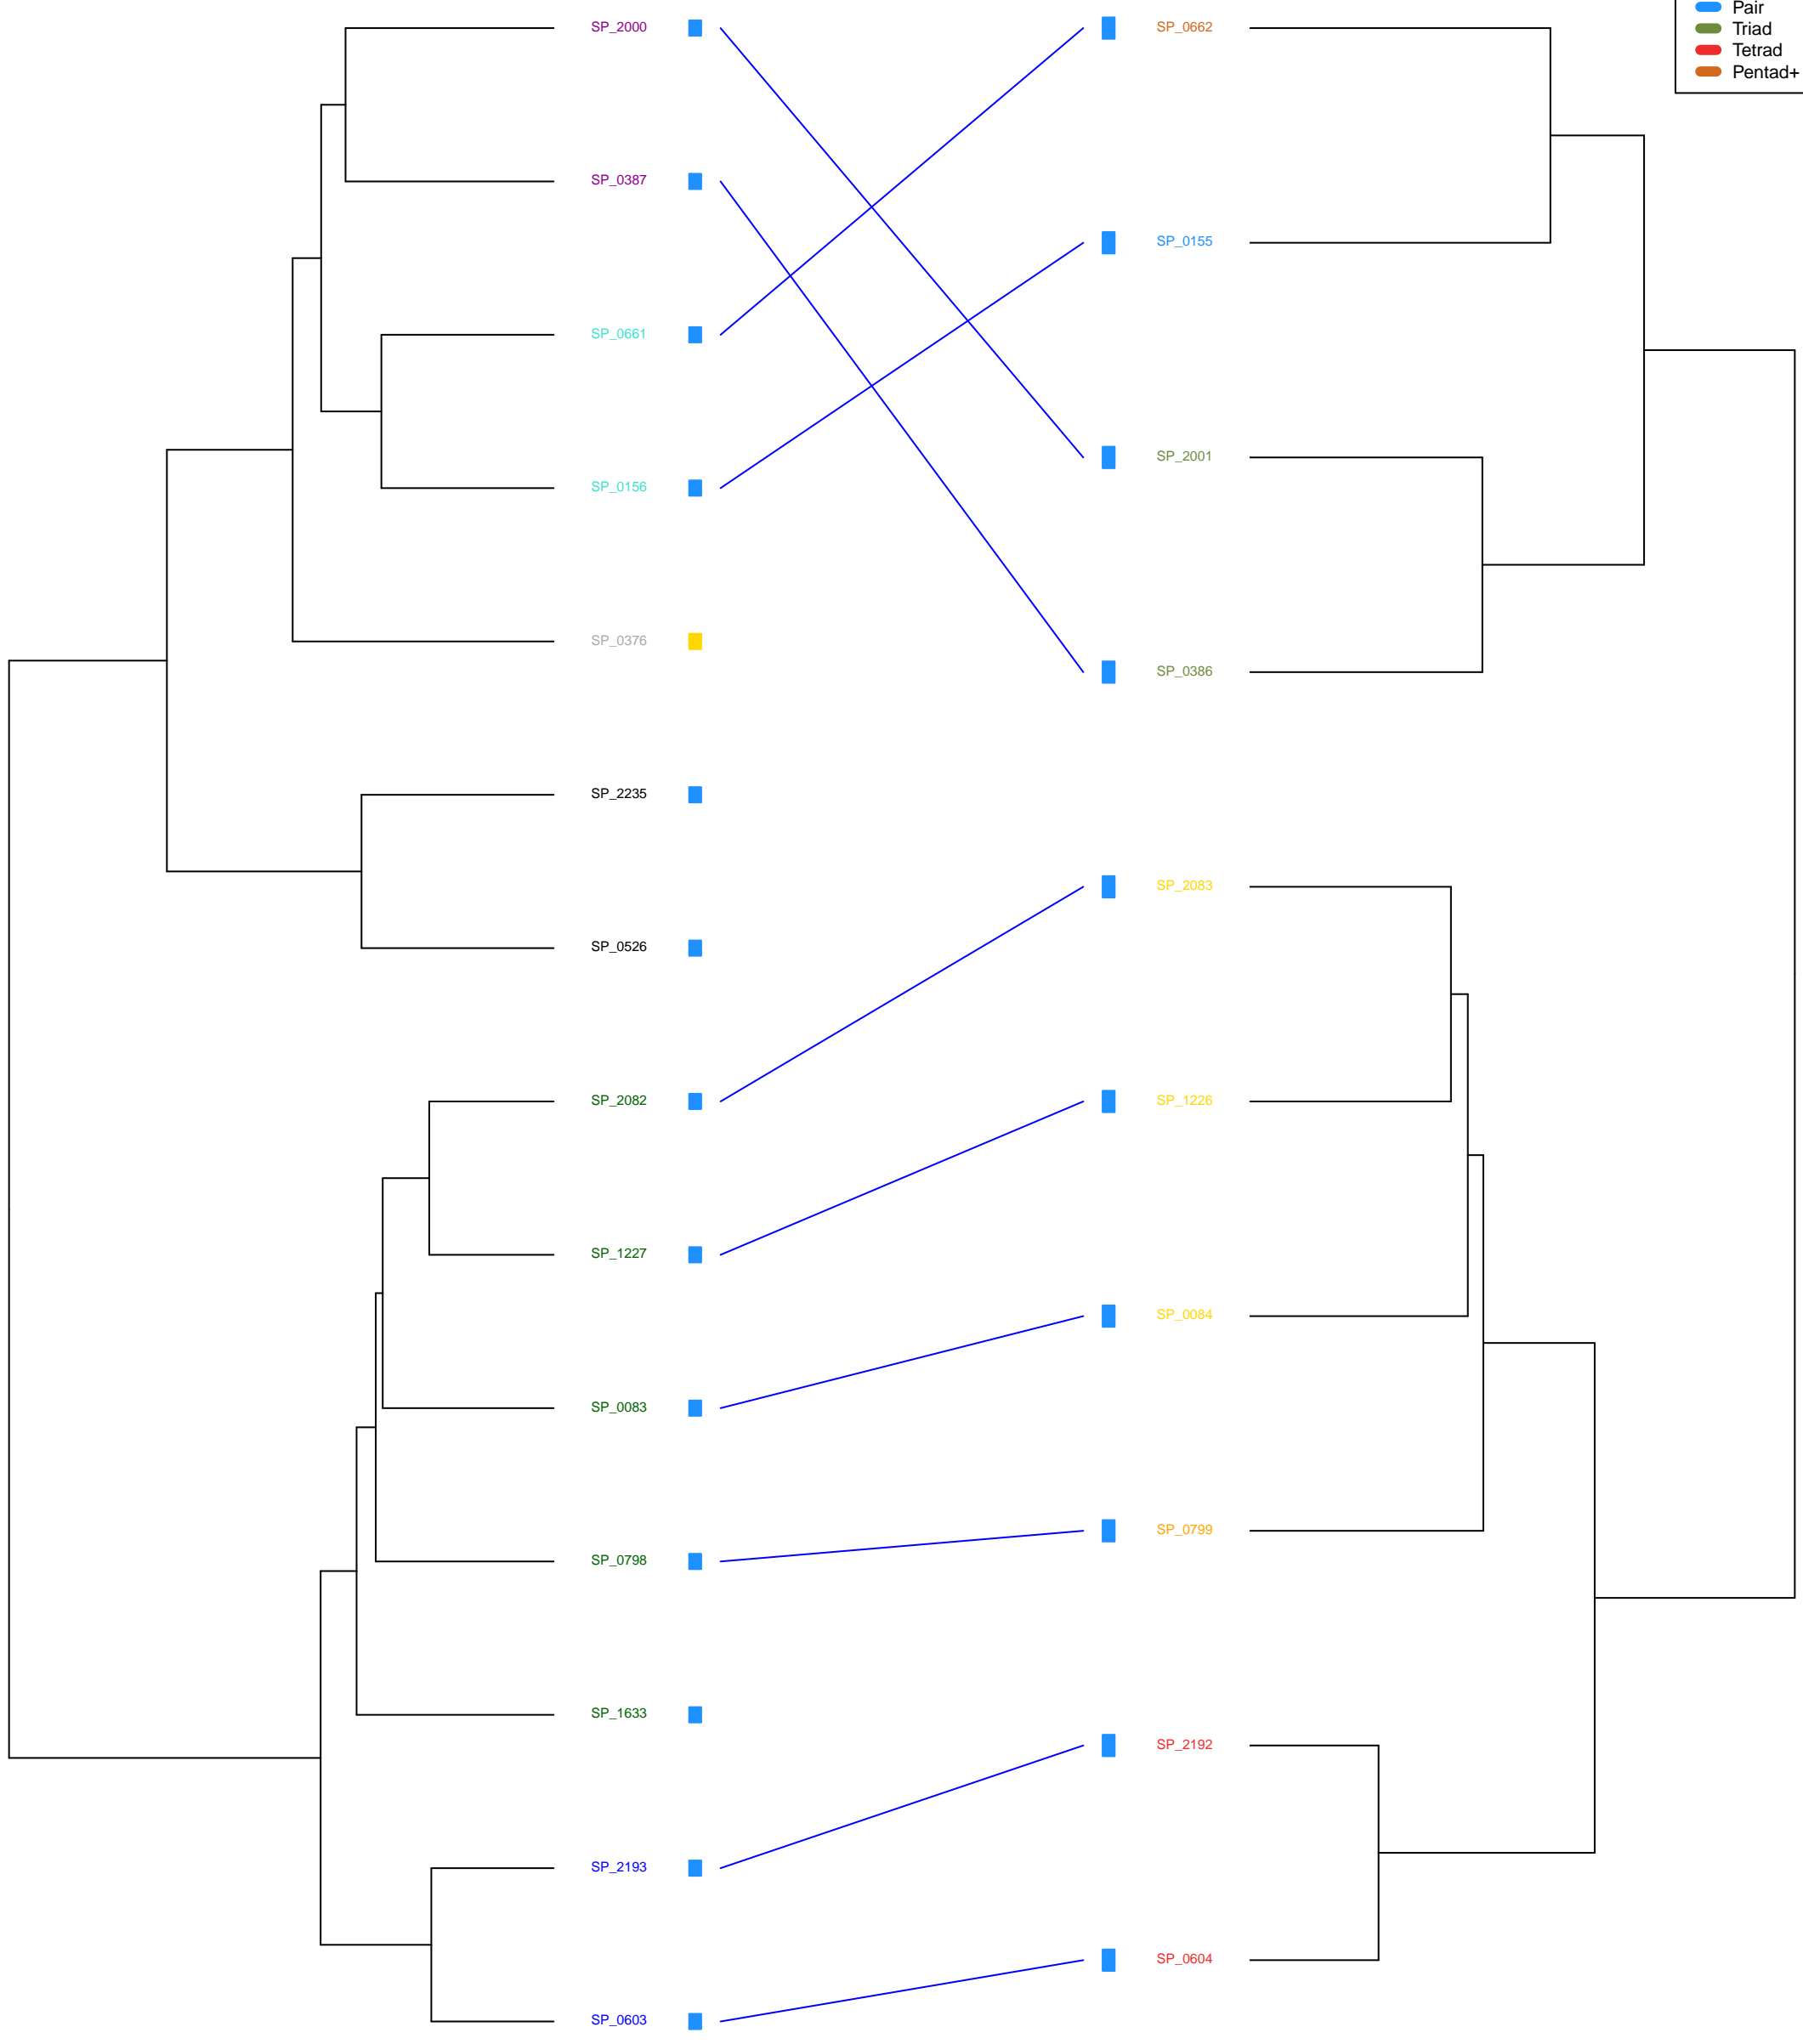 Pair
Triad
Tetrad
Pentad+
SP_2000
SP_0662
SP_0387
SP_0155
SP_0661
SP_2001
SP_0156
SP_0376
SP_0386
SP_2235
SP_2083
SP_0526
SP_2082
SP_1226
SP_1227
SP_0084
SP_0083
SP_0799
SP_0798
SP_1633
SP_2192
SP_2193
SP_0604
SP_0603